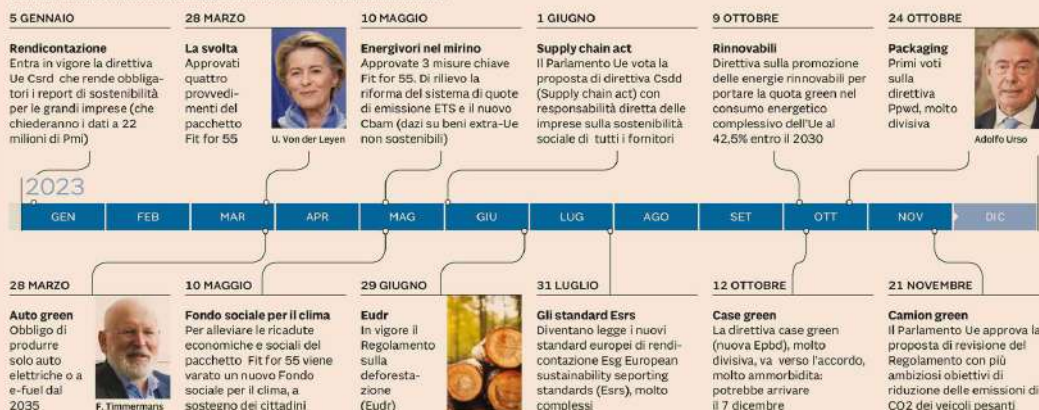 5 GENNAIO
Rendicontazione
Entra in vigore la direttiva
Ue Csrd che rende obbliga-
tori i report di sostenibilità
per le grandi imprese (che
chiederanno i dati a 22
milioni di Pmi)
28 MARZO
La svolta
Approvati
quattro
provvedi-
menti del
pacchetto
Fit for 55
U. Von der Leyen
10 MAGGIO
Energivori nel mirino
Approvate 3 misure chiave
Fit for 55. Di rilievo la
riforma del sistema di quote
di emissione ETS e il nuovo
Cbam (dazi su beni extra-Ue
non sostenibili)
1 GIUGNO
Supply chain act
Il Parlamento Ue vota la
proposta di direttiva Csdd
(Supply chain act) con
responsabilità diretta delle
imprese sulla sostenibilità
sociale di tutti i fornitori
9 OTTOBRE
Rinnovabili
Direttiva sulla promozione
delle energie rinnovabili per
portare la quota green nel
consumo energetico
complessivo dell'Ue al
42,5% entro il 2030
24 OTTOBRE
Packaging
Primi voti
sulla
direttiva
Ppwd, molto
divisiva
Adolfo Urso
2023
GEN FEB MAR APR MAG GIU LUG AGO SET OTT NOV DIC
28 MARZO
Auto green
Obbligo di
produrre
solo auto
elettriche o a
e-fuel dal
2035
F. Timmermans
10 MAGGIO
Fondo sociale per il clima
Per alleviare le ricadute
economiche e sociali del
pacchetto Fit for 55 viene
varato un nuovo Fondo
sociale per il clima, a
sostegno dei cittadini
29 GIUGNO
Eudr
In vigore il
Regolamento
sulla
deforesta-
zione
(Eudr)
31 LUGLIO
Gli standard Esrs
Diventano legge i nuovi
standard europei di rendi-
contazione Esg European
sustainability seporting
standards (Esrs), molto
complessi
12 OTTOBRE
Case green
La direttiva case green
(nuova Epbd), molto
divisiva, va verso l'accordo,
molto ammorbidita:
potrebbe arrivare
il 7 dicembre
21 NOVEMBRE
Camion green
Il Parlamento Ue approva la
proposta di revisione del
Regolamento con più
ambiziosi obiettivi di
riduzione delle emissioni di
CO2 dei veicoli pesanti